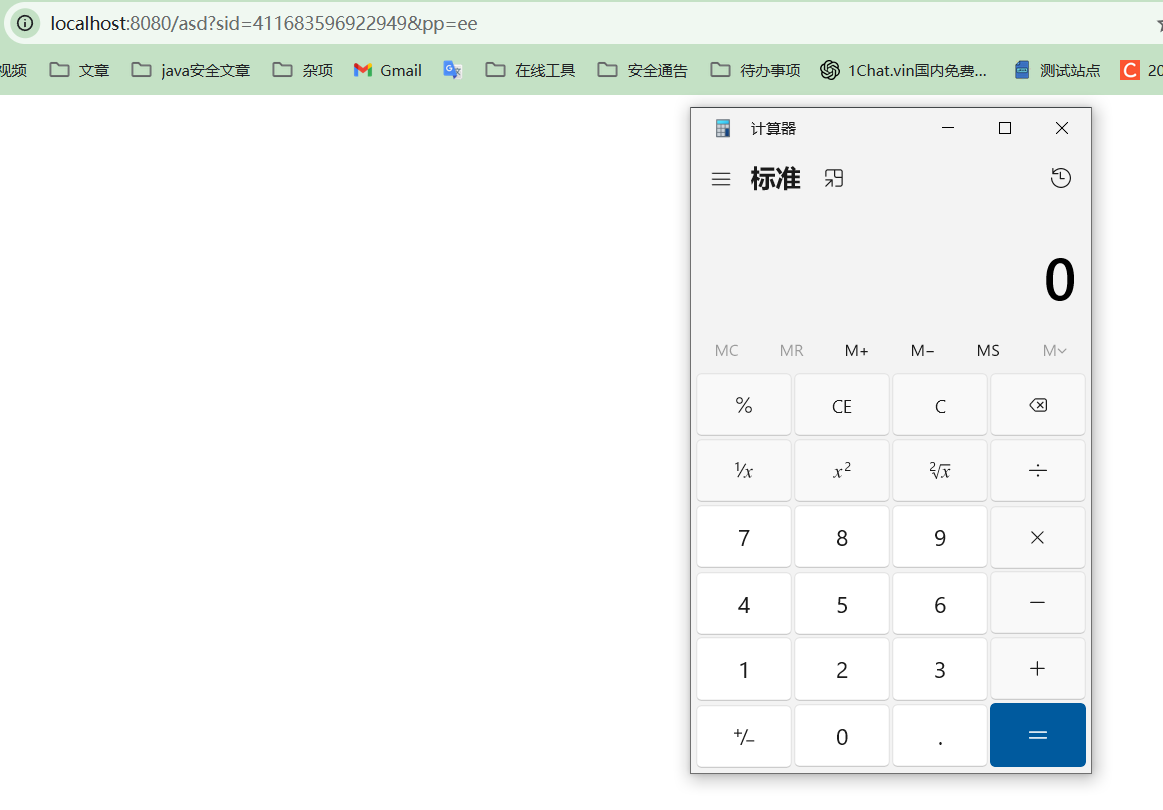 localhost:8080/asd?sid=411683596922949&pp=ee
视频 文章 java安全文章 杂项 Gmail 在线工具 安全通告 待办事项 1Chat.vin国内免费... 测试站点 C 20
计算器
标准
0
MC MR M+ M− MS M
% CE C
¹⁄x x² ²√x ÷
7 8 9 ×
4 5 6 −
1 2 3 +
+/− 0 . =